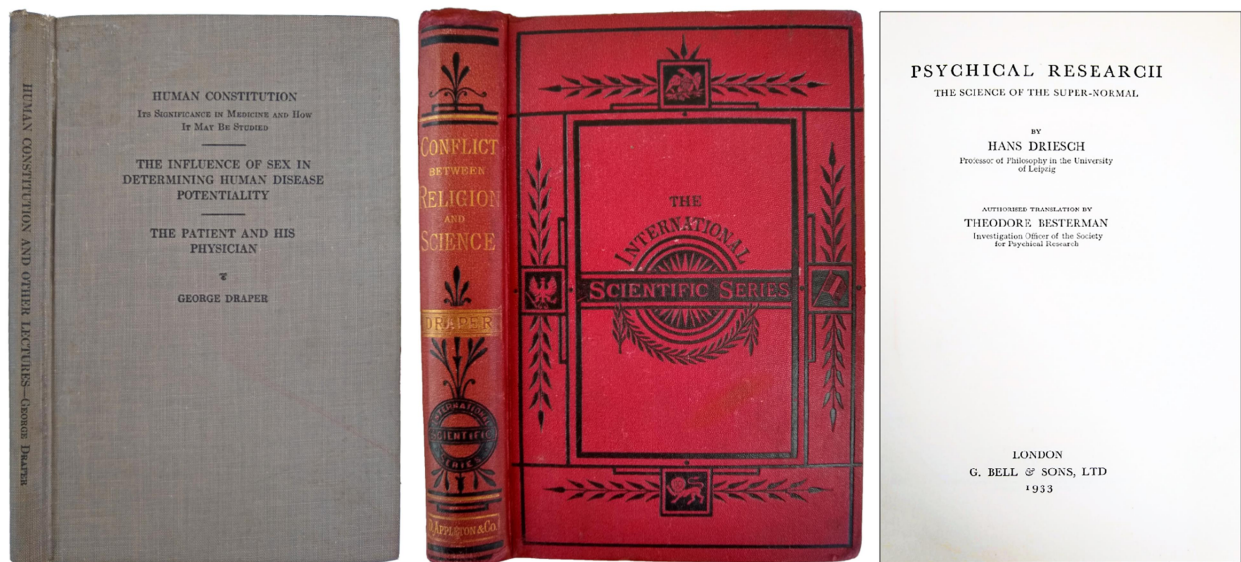 HUMAN CONSTITUTION AND OTHER LECTURES—GEORGE DRAPER
HUMAN CONSTITUTION
ITS SIGNIFICANCE IN MEDICINE AND HOW
IT MAY BE STUDIED
THE INFLUENCE OF SEX IN
DETERMINING HUMAN DISEASE
POTENTIALITY
THE PATIENT AND HIS
PHYSICIAN
GEORGE DRAPER
CONFLICT
BETWEEN
RELIGION
AND
SCIENCE
DRAPER
INTERNATIONAL
SCIENTIFIC
SERIES
D. APPLETON & CO.
THE
INTERNATIONAL
SCIENTIFIC SERIES
PSYCHICAL RESEARCH
THE SCIENCE OF THE SUPER-NORMAL
BY
HANS DRIESCH
Professor of Philosophy in the University
of Leipzig
AUTHORISED TRANSLATION BY
THEODORE BESTERMAN
Investigation Officer of the Society
for Psychical Research
LONDON
G. BELL & SONS, LTD
1933